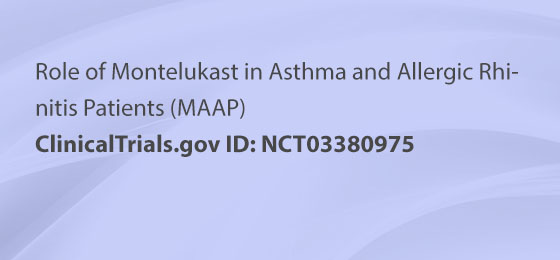 Role of Montelukast in Asthma and Allergic Rhi-
nitis Patients (MAAP)
ClinicalTrials.gov ID: NCT03380975